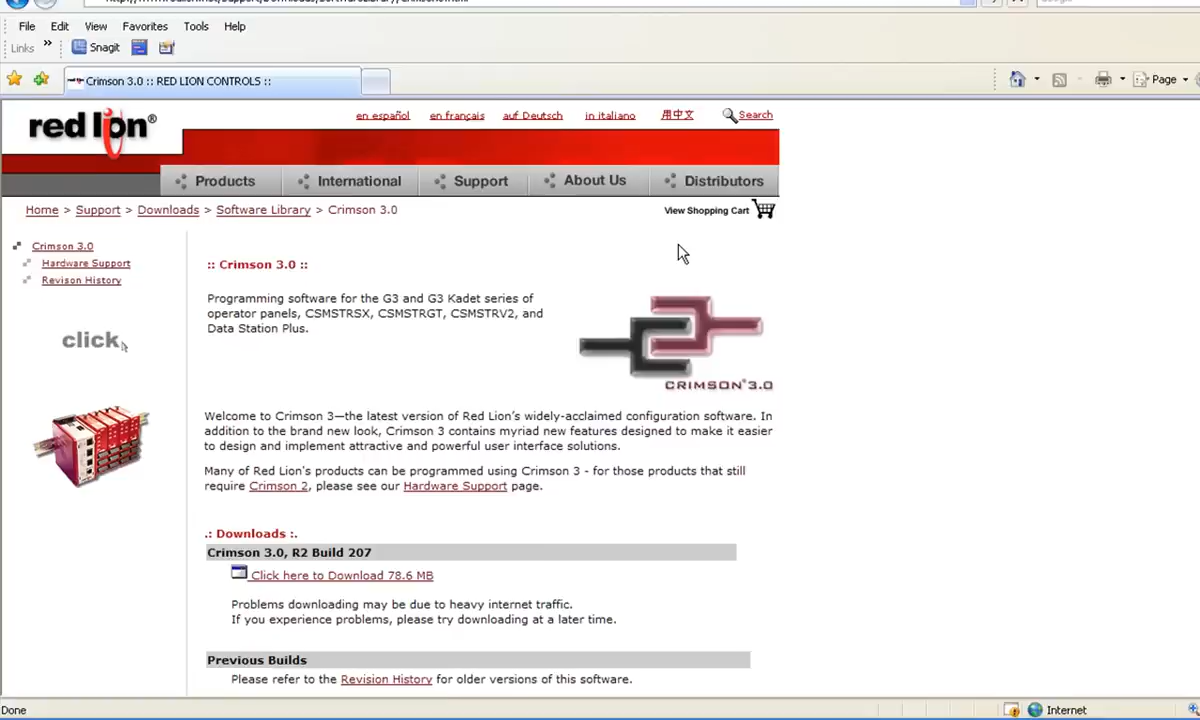 File Edit View Favorites Tools Help
Links » Snagit
Crimson 3.0 :: RED LION CONTROLS ::
Page
red lion®
en español en français auf Deutsch in italiano 用中文 Search
Products International Support About Us Distributors
Home > Support > Downloads > Software Library > Crimson 3.0
View Shopping Cart
Crimson 3.0
Hardware Support
Revison History
click
:: Crimson 3.0 ::
Programming software for the G3 and G3 Kadet series of
operator panels, CSMSTRSX, CSMSTRGT, CSMSTRV2, and
Data Station Plus.
CRIMSON® 3.0
Welcome to Crimson 3—the latest version of Red Lion's widely-acclaimed configuration software. In
addition to the brand new look, Crimson 3 contains myriad new features designed to make it easier
to design and implement attractive and powerful user interface solutions.
Many of Red Lion's products can be programmed using Crimson 3 - for those products that still
require Crimson 2, please see our Hardware Support page.
.: Downloads :.
Crimson 3.0, R2 Build 207
Click here to Download 78.6 MB
Problems downloading may be due to heavy internet traffic.
If you experience problems, please try downloading at a later time.
Previous Builds
Please refer to the Revision History for older versions of this software.
Done
Internet